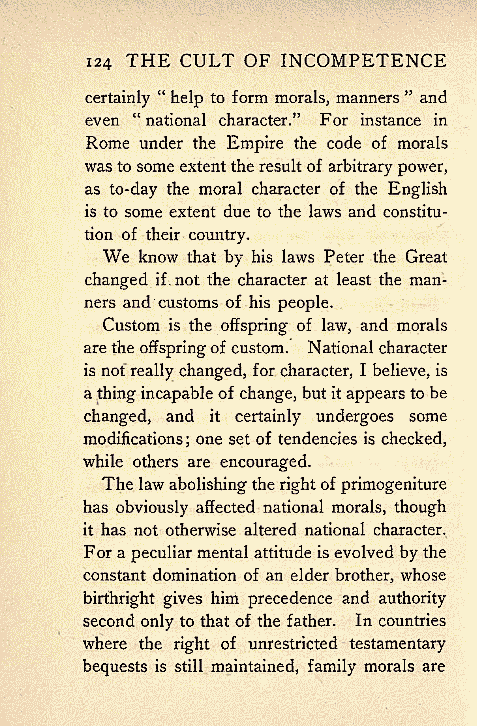 124 THE CULT OF INCOMPETENCE
certainly " help to form morals, manners " and
even " national character." For instance in
Rome under the Empire the code of morals
was to some extent the result of arbitrary power,
as to-day the moral character of the English
is to some extent due to the laws and constitu-
tion of their country.
We know that by his laws Peter the Great
changed if not the character at least the man-
ners and customs of his people.
Custom is the offspring of law, and morals
are the offspring of custom. National character
is not really changed, for character, I believe, is
a thing incapable of change, but it appears to be
changed, and it certainly undergoes some
modifications; one set of tendencies is checked,
while others are encouraged.
The law abolishing the right of primogeniture
has obviously affected national morals, though
it has not otherwise altered national character.
For a peculiar mental attitude is evolved by the
constant domination of an elder brother, whose
birthright gives him precedence and authority
second only to that of the father. In countries
where the right of unrestricted testamentary
bequests is still maintained, family morals are